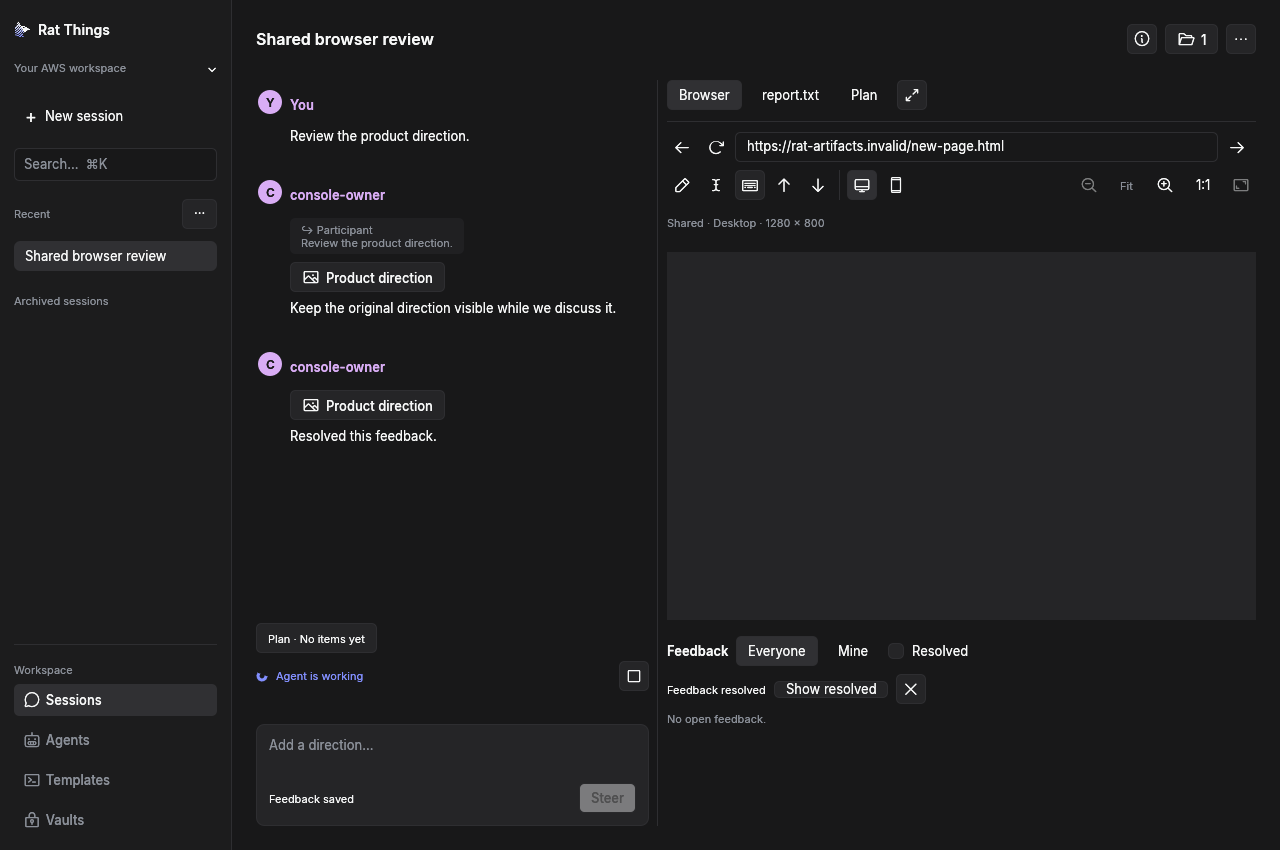 Rat Things
Your AWS workspace
+ New session
Search... ⌘K
Recent
...
Shared browser review
Archived sessions
Workspace
Sessions
Agents
Templates
Vaults
Shared browser review
1
...
Y You
Review the product direction.
C console-owner
↪ Participant
Review the product direction.
Product direction
Keep the original direction visible while we discuss it.
C console-owner
Product direction
Resolved this feedback.
Plan · No items yet
Agent is working
Add a direction...
Feedback saved
Steer
Browser
report.txt
Plan
https://rat-artifacts.invalid/new-page.html
Fit
1:1
Shared · Desktop · 1280 × 800
Feedback
Everyone
Mine
Resolved
Feedback resolved
Show resolved
No open feedback.